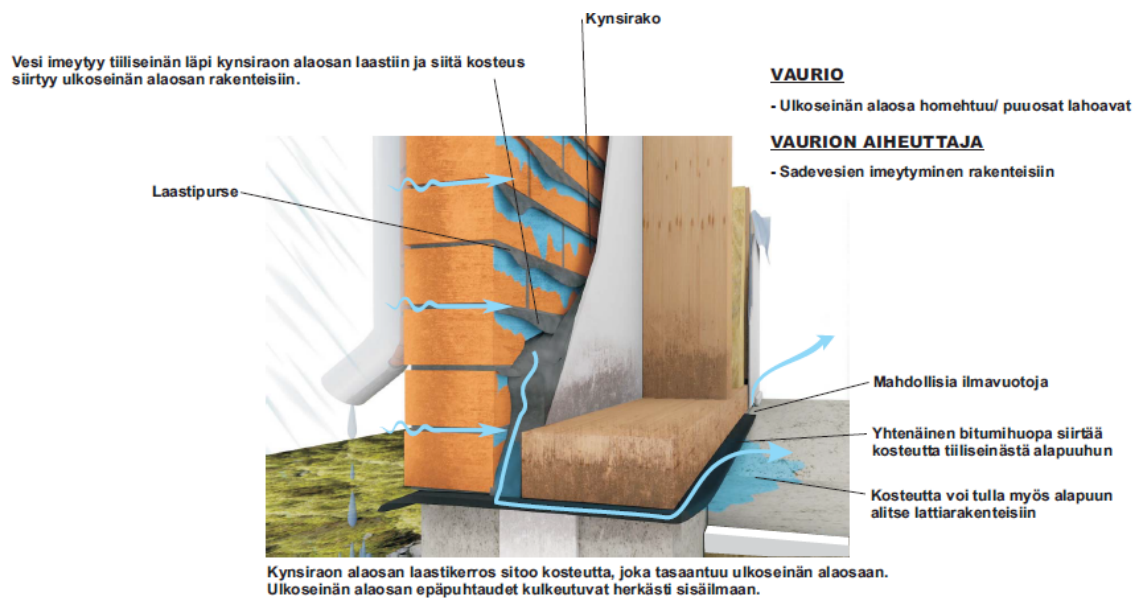 Kynsirako
Vesi imeytyy tiiliseinän läpi kynsiraon alaosan laastiin ja siitä kosteus
siirtyy ulkoseinän alaosan rakenteisiin.
VAURIO
- Ulkoseinän alaosa homehtuu/ puuosat lahoavat
VAURION AIHEUTTAJA
- Sadevesien imeytyminen rakenteisiin
Laastipurse
Mahdollisia ilmavuotoja
Yhtenäinen bitumihuopa siirtää
kosteutta tiiliseinästä alapuuhun
Kosteutta voi tulla myös alapuun
alitse lattiarakenteisiin
Kynsiraon alaosan laastikerros sitoo kosteutta, joka tasaantuu ulkoseinän alaosaan.
Ulkoseinän alaosan epäpuhtaudet kulkeutuvat herkästi sisäilmaan.